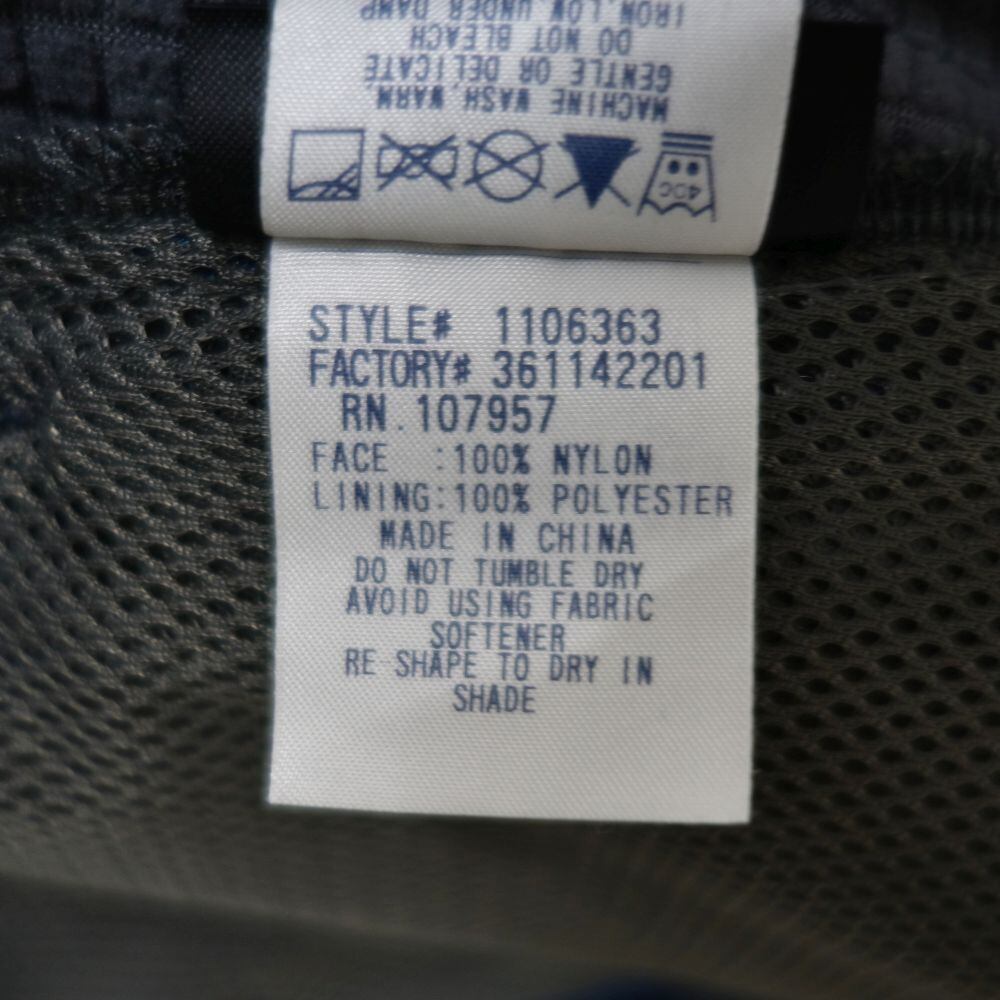 MACHINE WASH, WARM,
GENTLE OR DELICATE
DO NOT BLEACH
IRON, LOW, UNDER DAMP
40C
STYLE# 1106363
FACTORY# 361142201
RN.107957
FACE :100% NYLON
LINING:100% POLYESTER
MADE IN CHINA
DO NOT TUMBLE DRY
AVOID USING FABRIC
SOFTENER
RE SHAPE TO DRY IN
SHADE